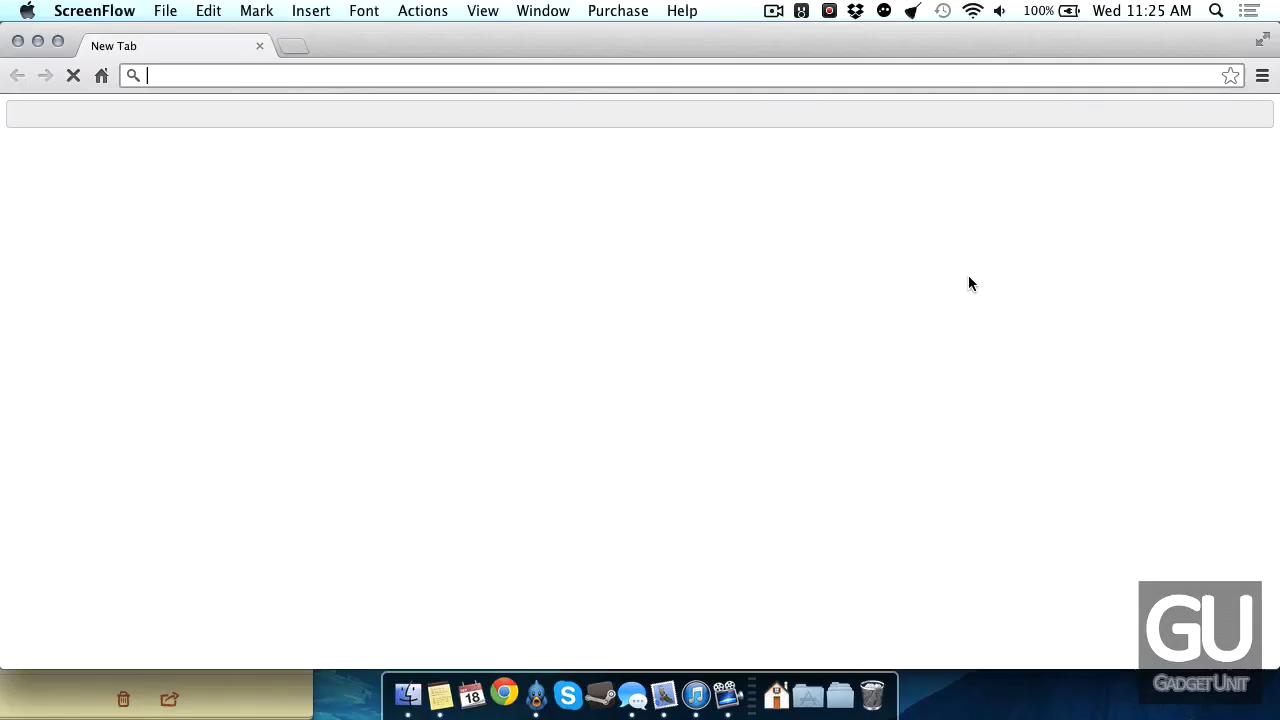 ScreenFlow File Edit Mark Insert Font Actions View Window Purchase Help 100% Wed 11:25 AM
New Tab
18
GU
GADGETUNIT